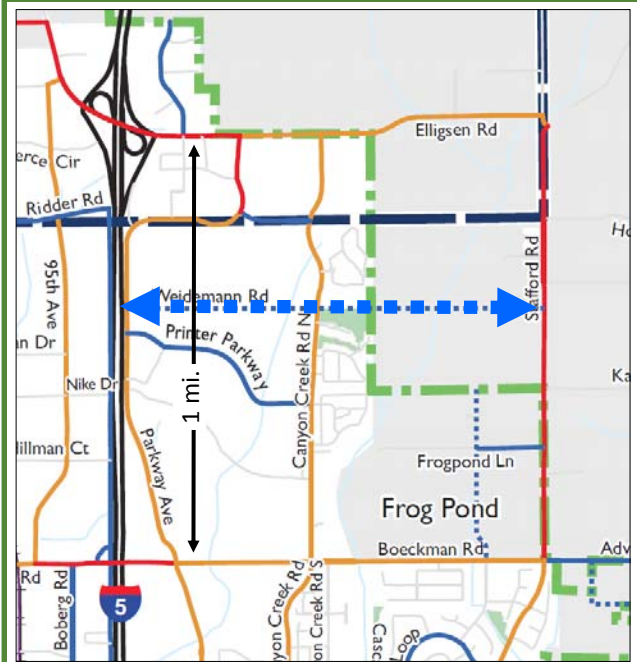 Elligsen Rd
erce Cir
Ridder Rd
Stafford Rd
Ho
95th Ave
Weidemann Rd
an Dr
Printer Parkway
Canyon Creek Rd N
Nike Dr
1 mi.
Ka
illman Ct
Parkway Ave
Frogpond Ln
Frog Pond
Boeckman Rd
Adv
Rd
Boberg Rd
5
yon Creek Rd
yon Creek Rd S
Casc
Loop